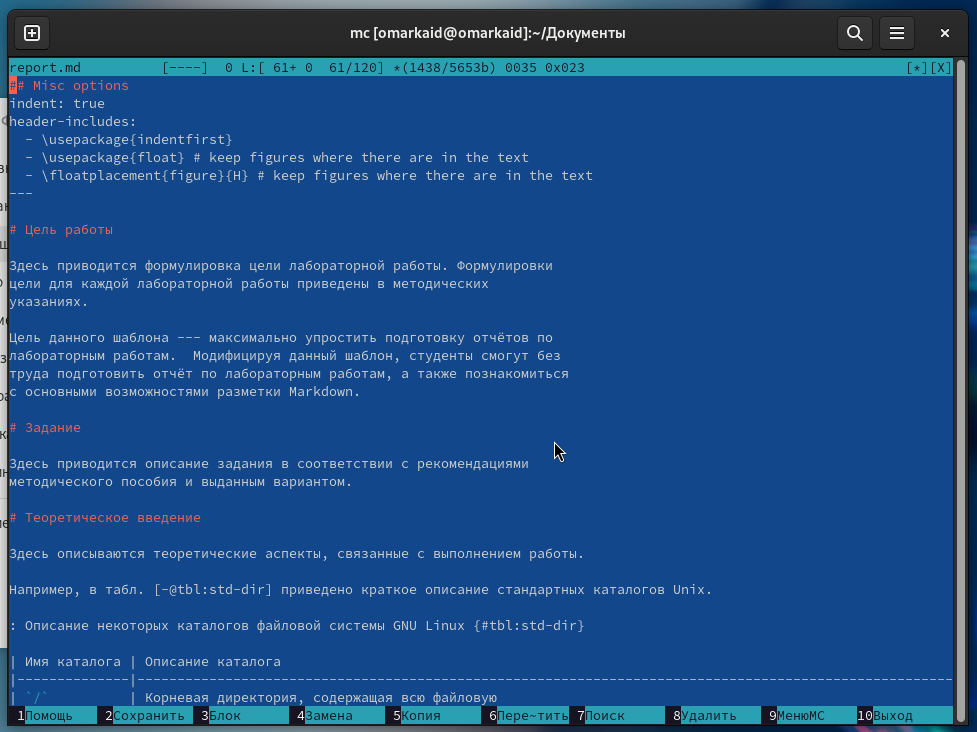 mc [omarkaid@omarkaid]:~/Документы
report.md [----] 0 L:[ 61+ 0 61/120] *(1438/5653b) 0035 0x023 [*][X]
## Misc options
indent: true
header-includes:
- \usepackage{indentfirst}
- \usepackage{float} # keep figures where there are in the text
- \floatplacement{figure}{H} # keep figures where there are in the text
---
# Цель работы
Здесь приводится формулировка цели лабораторной работы. Формулировки
цели для каждой лабораторной работы приведены в методических
указаниях.
Цель данного шаблона --- максимально упростить подготовку отчётов по
лабораторным работам.  Модифицируя данный шаблон, студенты смогут без
труда подготовить отчёт по лабораторным работам, а также познакомиться
с основными возможностями разметки Markdown.
# Задание
Здесь приводится описание задания в соответствии с рекомендациями
методического пособия и выданным вариантом.
# Теоретическое введение
Здесь описываются теоретические аспекты, связанные с выполнением работы.
Например, в табл. [-@tbl:std-dir] приведено краткое описание стандартных каталогов Unix.
: Описание некоторых каталогов файловой системы GNU Linux {#tbl:std-dir}
| Имя каталога | Описание каталога
|--------------|------------------------------------------------------------------------------------------------------
| `/` | Корневая директория, содержащая всю файловую
1Помощь 2Сохранить 3Блок 4Замена 5Копия 6Пере~тить 7Поиск 8Удалить 9МенюMC 10Выход